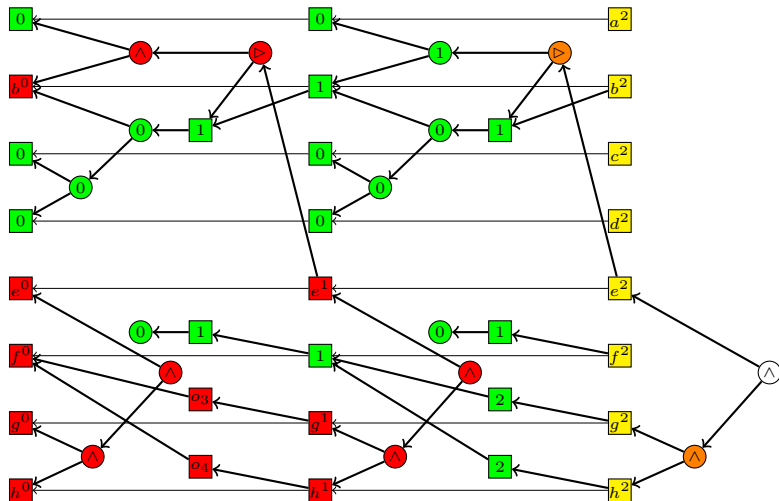 0 0 a²
∧ ▷ 1 ▷
b⁰ 1 b²
0 1 0 1
0 0 c²
0 0
0 0 d²
e⁰ e¹ e²
0 1 0 1
f⁰ 1 f²
∧ ∧ ∧
o₃ 2
g⁰ g¹ g²
∧ ∧ ∧
o₄ 2
h⁰ h¹ h²